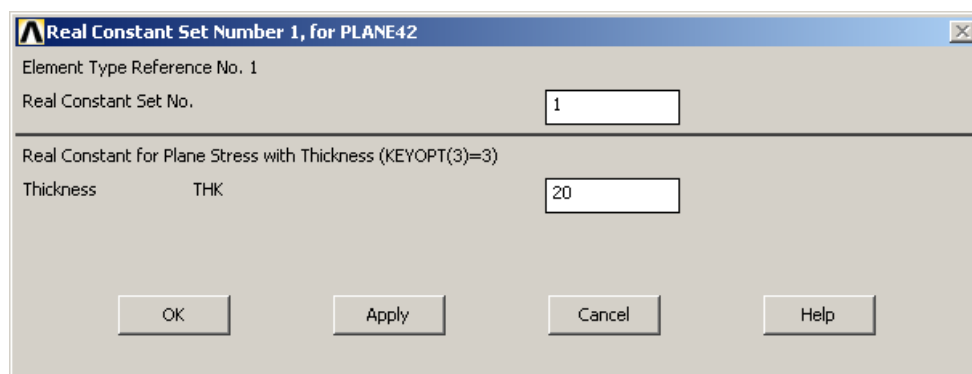 Real Constant Set Number 1, for PLANE42
Element Type Reference No. 1
Real Constant Set No. 1
Real Constant for Plane Stress with Thickness (KEYOPT(3)=3)
Thickness THK 20
OK Apply Cancel Help